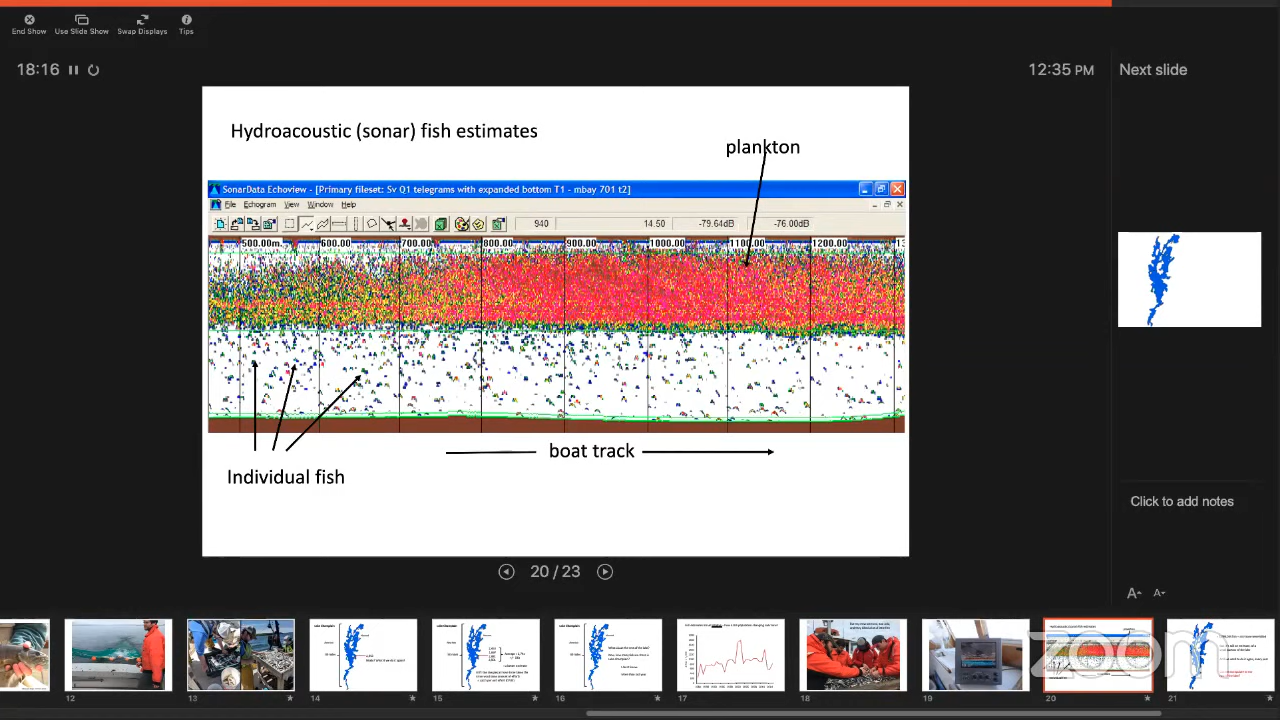 End Show
Use Slide Show
Swap Displays
Tips
18:16
12:35 PM
Next slide
Hydroacoustic (sonar) fish estimates
plankton
SonarData Echoview - [Primary fileset: Sv Q1 telegrams with expanded bottom T1 - mbay 701 t2]
File Echogram View Window Help
940 14.50 -79.64dB -76.00dB
500.00m. 600.00 700.00 800.00 900.00 1000.00 1100.00 1200.00
boat track
Individual fish
Click to add notes
20 / 23
A A
12 13 14 15 16 17 18 19 20 21
zoom